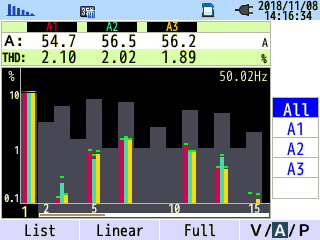 2018/11/08
14:16:34
A1 A2 A3
A: 54.7 56.5 56.2 A
THD: 2.10 2.02 1.89 %
% 50.02Hz
10
1
0.1
1 2 5 10 15
All
A1
A2
A3
List Linear Full V/A/P